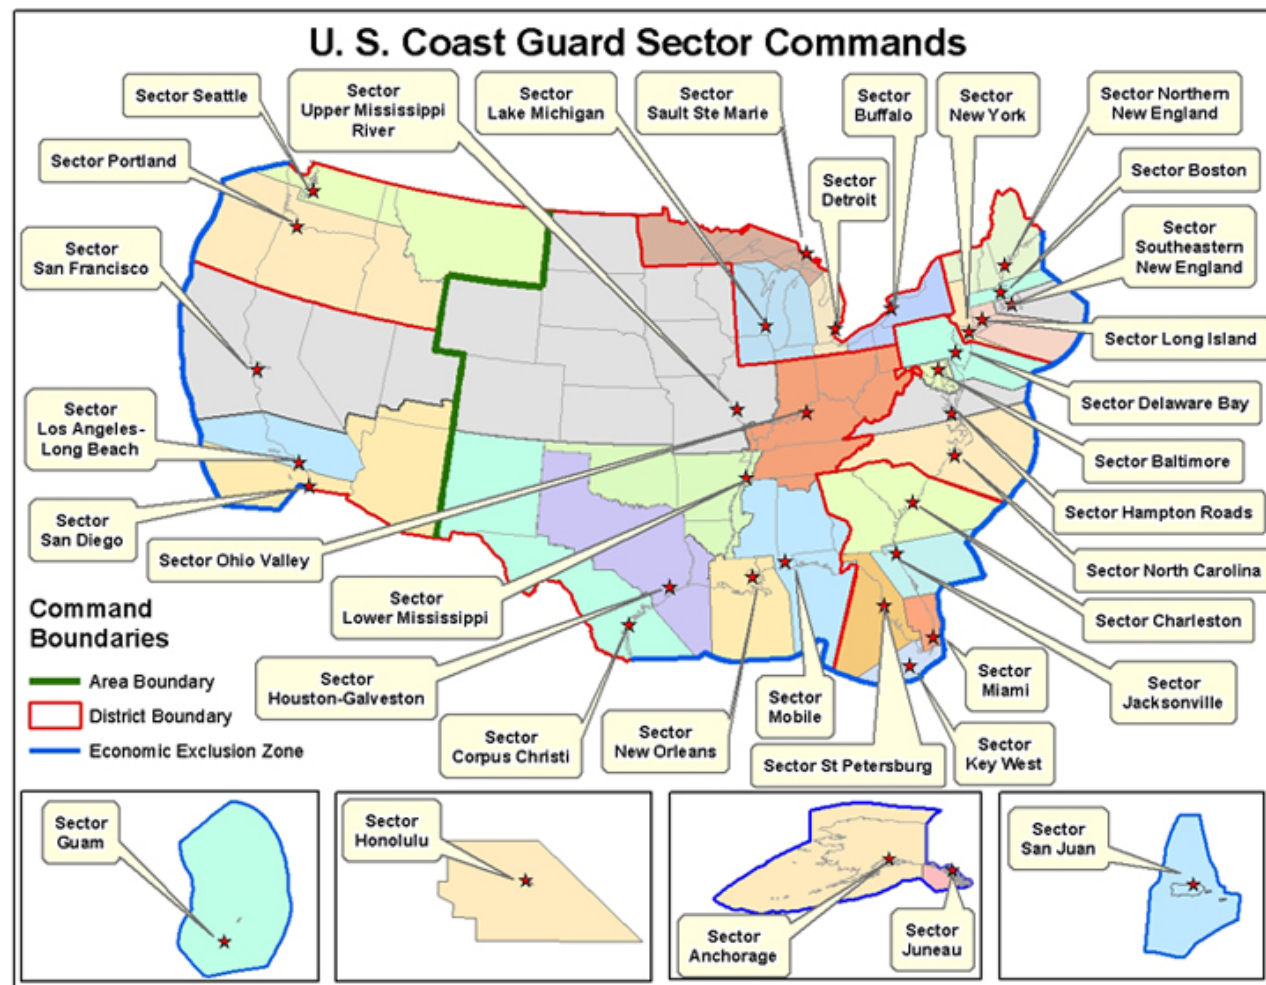 U. S. Coast Guard Sector Commands
Sector Seattle
Sector
Upper Mississippi
River
Sector
Lake Michigan
Sector
Sault Ste Marie
Sector
Buffalo
Sector
New York
Sector Northern
New England
Sector Portland
Sector
Detroit
Sector Boston
Sector
San Francisco
Sector
Southeastern
New England
Sector Long Island
Sector
Los Angeles-
Long Beach
Sector Delaware Bay
Sector Baltimore
Sector
San Diego
Sector Ohio Valley
Sector Hampton Roads
Sector North Carolina
Sector
Lower Mississippi
Sector Charleston
Sector
Houston-Galveston
Sector
Corpus Christi
Sector
New Orleans
Sector
Mobile
Sector St Petersburg
Sector
Key West
Sector
Miami
Sector
Jacksonville
Command
Boundaries
Area Boundary
District Boundary
Economic Exclusion Zone
Sector
Guam
Sector
Honolulu
Sector
Anchorage
Sector
Juneau
Sector
San Juan